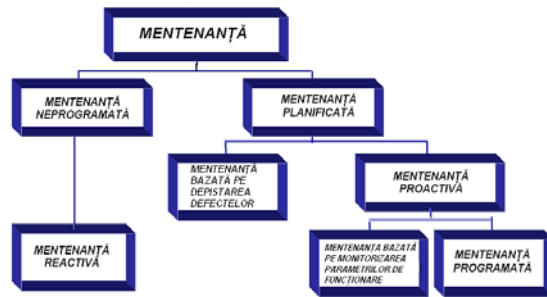 MENTENANȚĂ
MENTENANȚĂ
NEPROGRAMATĂ
MENTENANȚĂ
PLANIFICATĂ
MENTENANȚĂ
BAZATĂ PE
DEPISTAREA
DEFECTELOR
MENTENANȚĂ
PROACTIVĂ
MENTENANȚĂ
REACTIVĂ
MENTENANȚA BAZATĂ
PE MONITORIZAREA
PARAMETRILOR DE
FUNCȚIONARE
MENTENANȚĂ
PROGRAMATĂ